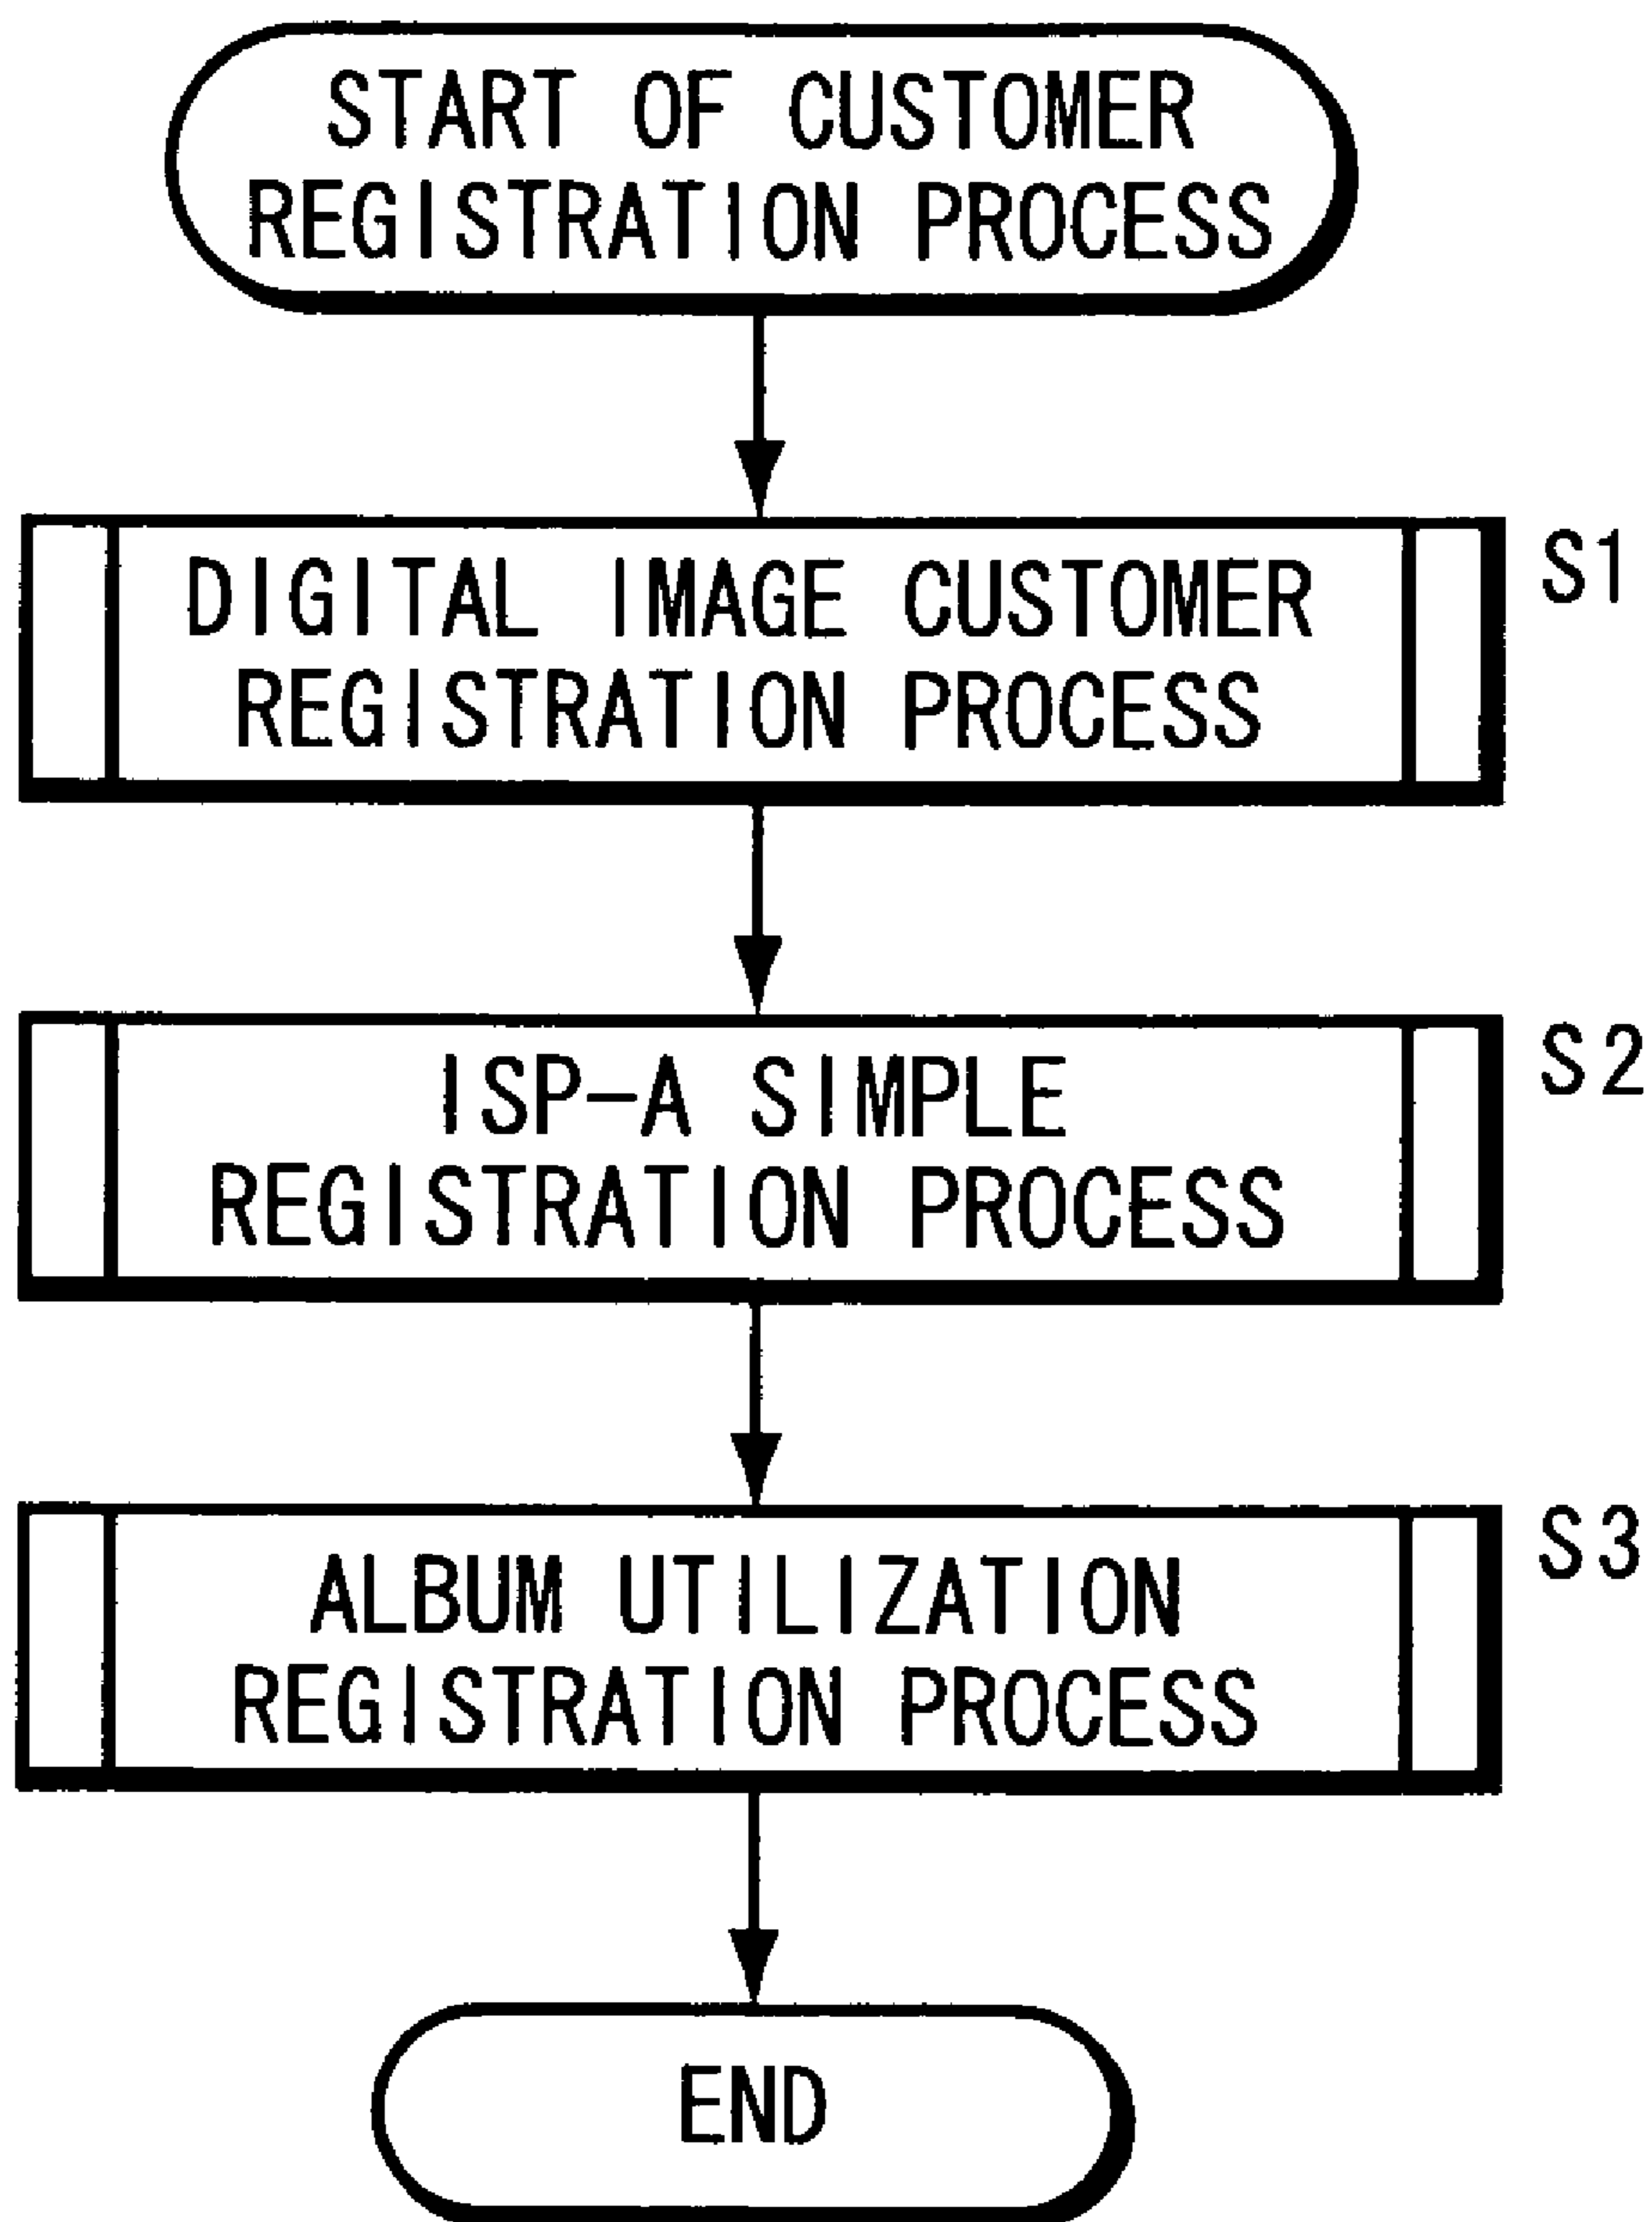 START OF CUSTOMER
REGISTRATION PROCESS
DIGITAL IMAGE CUSTOMER
REGISTRATION PROCESS
S1
ISP-A SIMPLE
REGISTRATION PROCESS
S2
ALBUM UTILIZATION
REGISTRATION PROCESS
S3
END